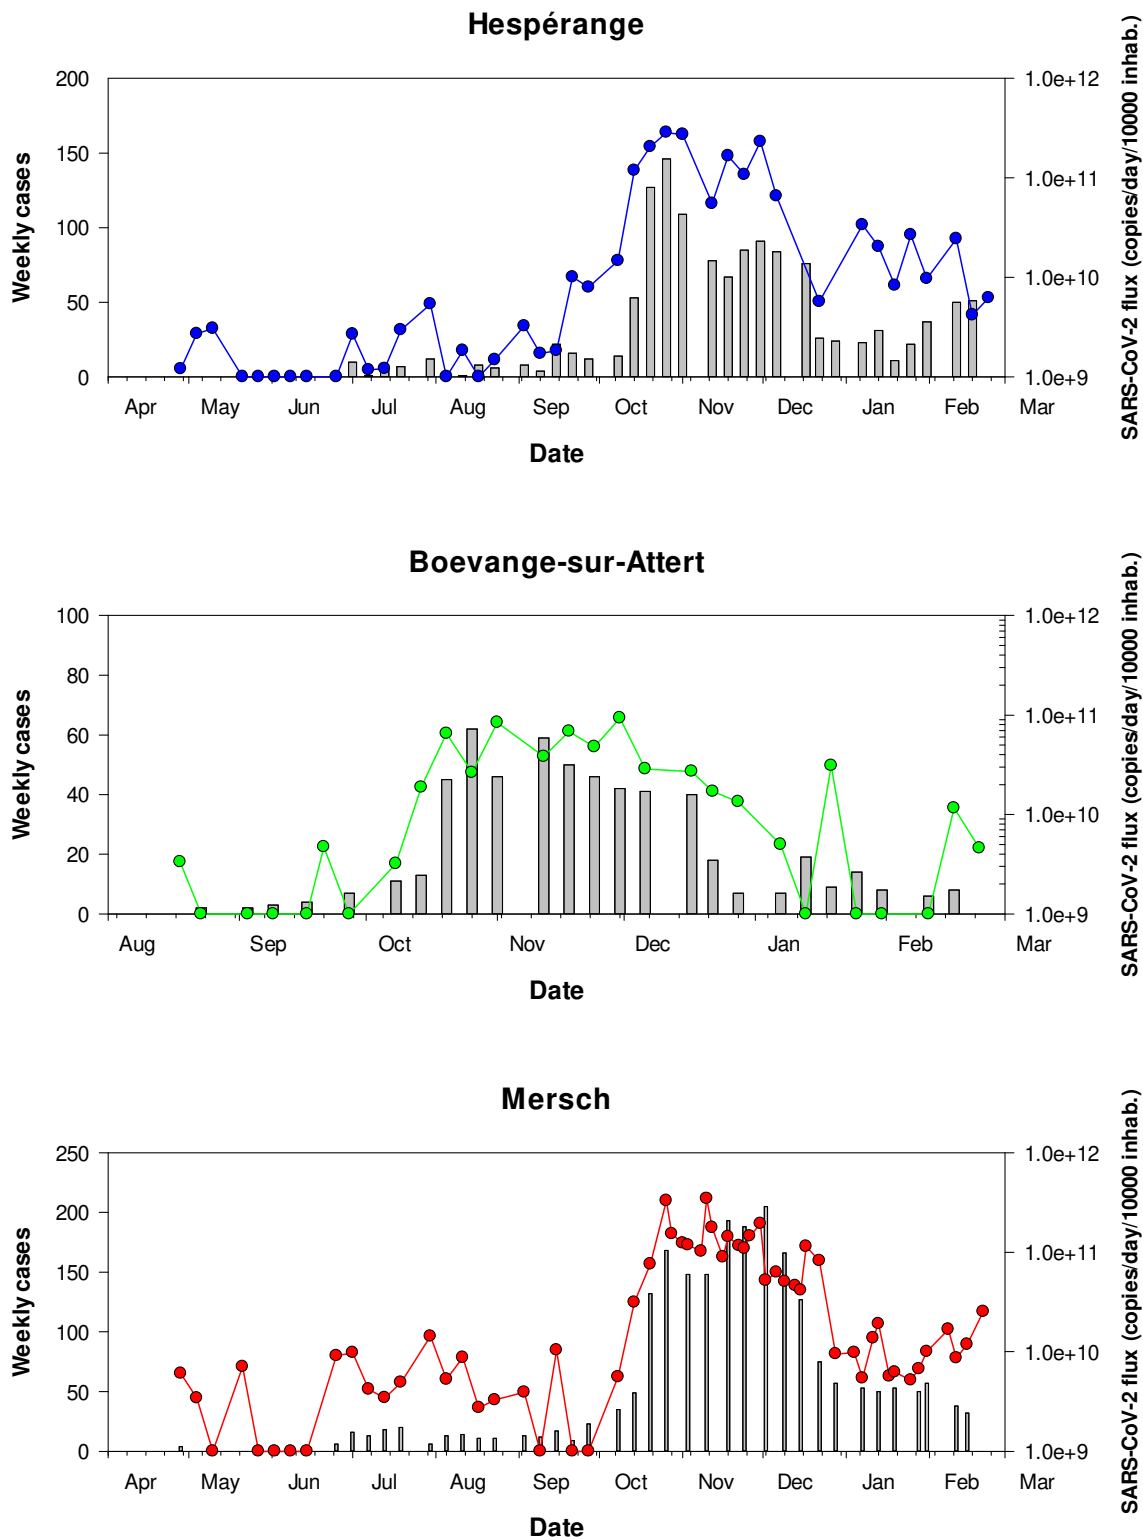 Hespérange
Weekly cases
SARS-CoV-2 flux (copies/day/10000 inhab.)
200
150
100
50
0
1.0e+12
1.0e+11
1.0e+10
1.0e+9
Apr May Jun Jul Aug Sep Oct Nov Dec Jan Feb Mar
Date
Boevange-sur-Attert
Weekly cases
SARS-CoV-2 flux (copies/day/10000 inhab.)
100
80
60
40
20
0
1.0e+12
1.0e+11
1.0e+10
1.0e+9
Aug Sep Oct Nov Dec Jan Feb Mar
Date
Mersch
Weekly cases
SARS-CoV-2 flux (copies/day/10000 inhab.)
250
200
150
100
50
0
1.0e+12
1.0e+11
1.0e+10
1.0e+9
Apr May Jun Jul Aug Sep Oct Nov Dec Jan Feb Mar
Date